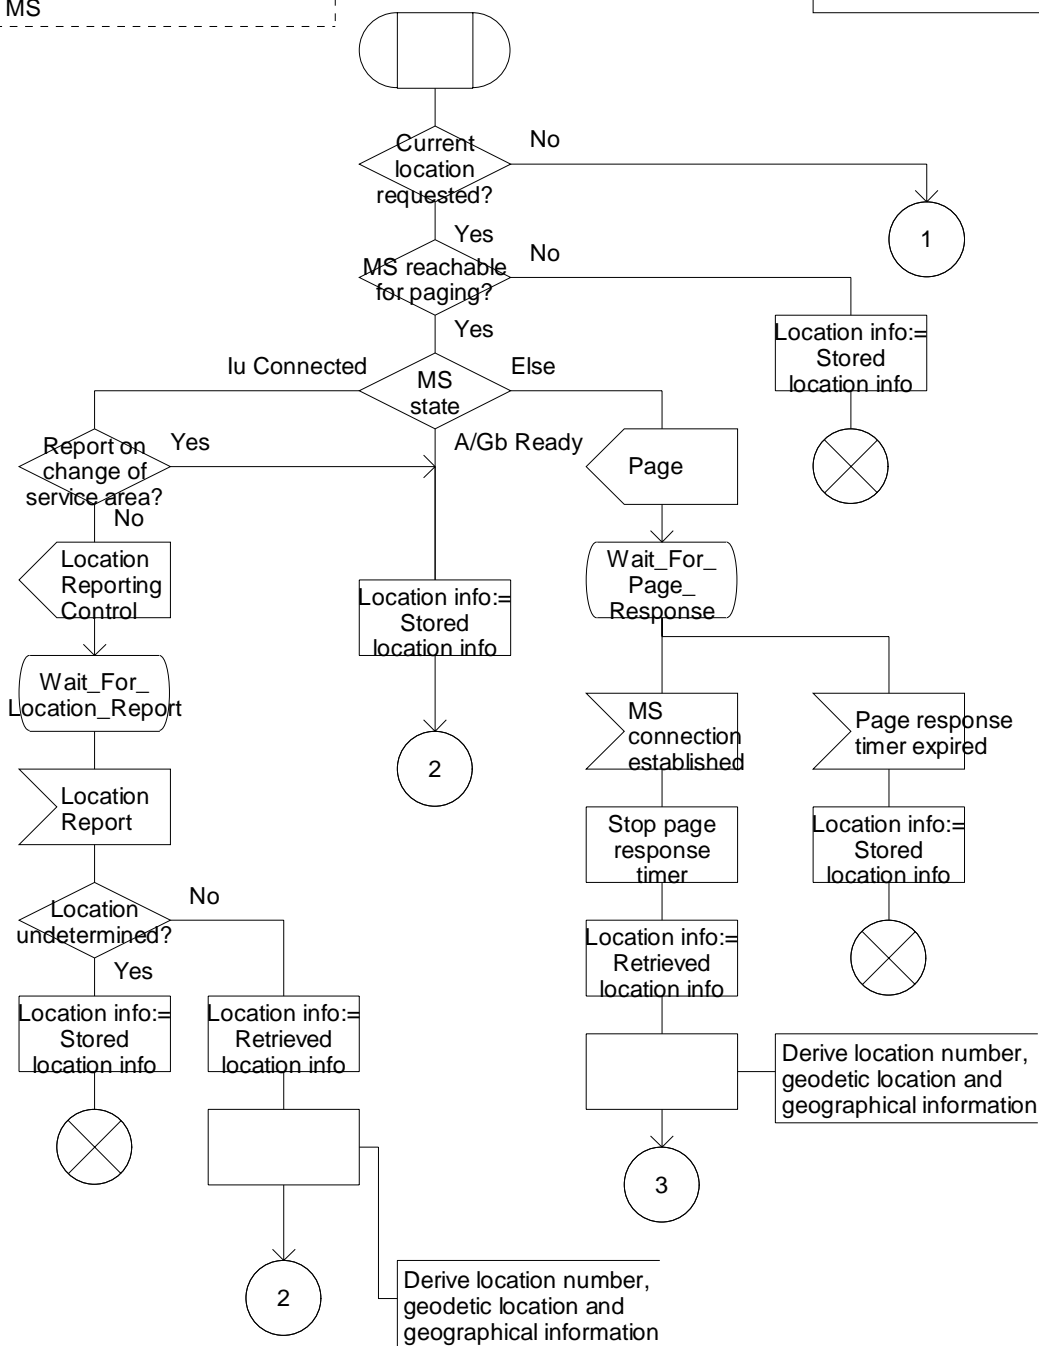 MS
Current
location
requested?
No
1
Yes
MS reachable
for paging?
No
Location info:=
Stored
location info
Yes
MS
state
Iu Connected
Else
A/Gb Ready
Report on
change of
service area?
Yes
No
Location
Reporting
Control
Wait_For_
Location_Report
Location
Report
Location
undetermined?
No
Yes
Location info:=
Stored
location info
Location info:=
Retrieved
location info
2
Derive location number,
geodetic location and
geographical information
Location info:=
Stored
location info
2
Page
Wait_For_
Page_
Response
MS
connection
established
Stop page
response
timer
Location info:=
Retrieved
location info
Derive location number,
geodetic location and
geographical information
3
Page response
timer expired
Location info:=
Stored
location info